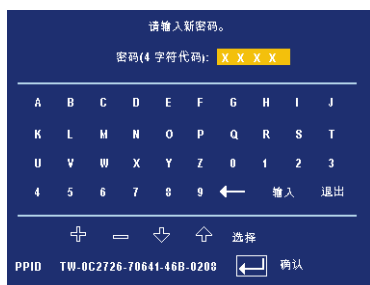 请输入新密码。
密码(4 字符代码): X X X X
A B C D E F G H I J
K L M N O P Q R S T
U V W X Y Z 0 1 2 3
4 5 6 7 8 9 ← 输入 退出
选择
PPID TW-0C2726-70641-46B-0208 确认